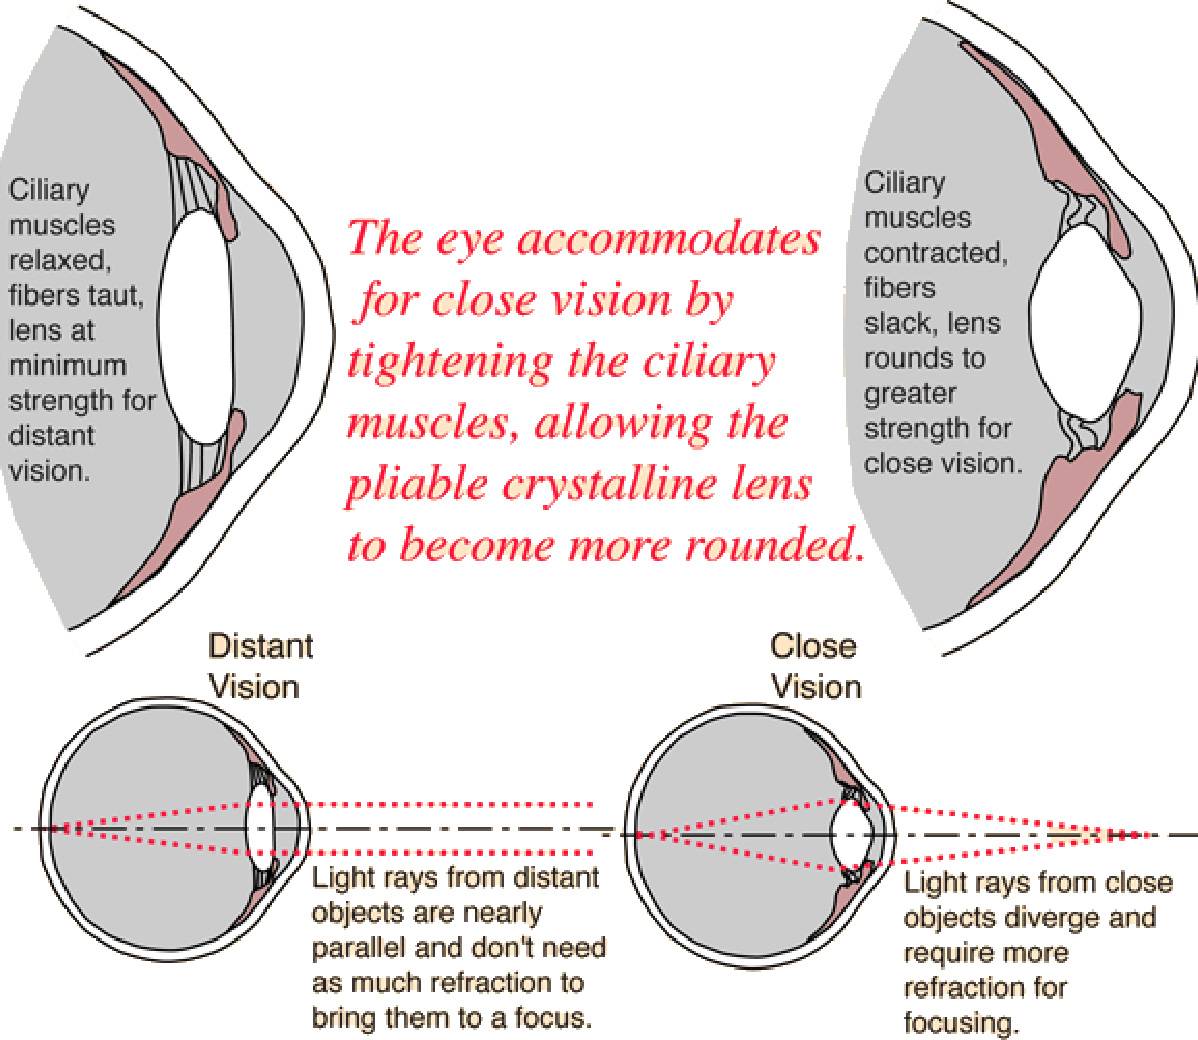 Ciliary
muscles
relaxed,
fibers taut,
lens at
minimum
strength for
distant
vision.
The eye accommodates
for close vision by
tightening the ciliary
muscles, allowing the
pliable crystalline lens
to become more rounded.
Ciliary
muscles
contracted,
fibers
slack, lens
rounds to
greater
strength for
close vision.
Distant
Vision
Light rays from distant
objects are nearly
parallel and don't need
as much refraction to
bring them to a focus.
Close
Vision
Light rays from close
objects diverge and
require more
refraction for
focusing.